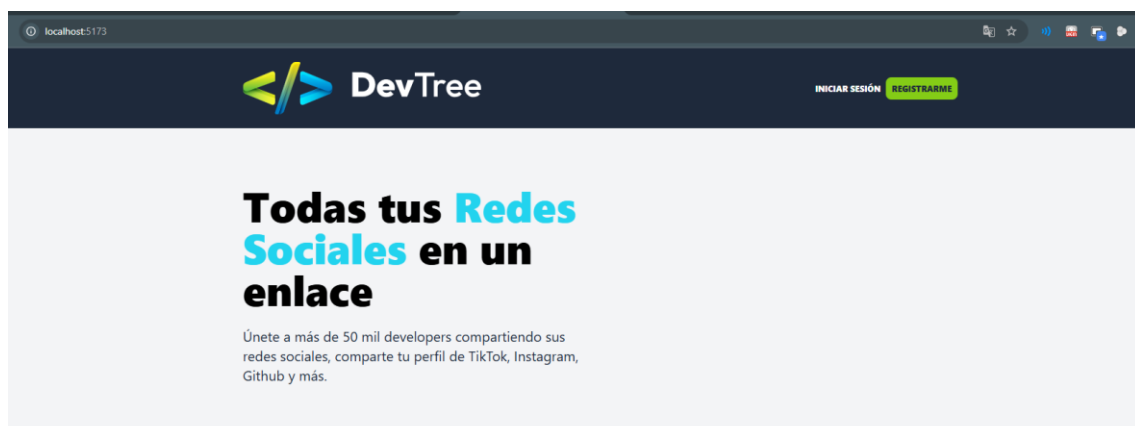 localhost:5173
DevTree
INICIAR SESIÓN REGISTRARME
Todas tus Redes
Sociales en un
enlace
Únete a más de 50 mil developers compartiendo sus
redes sociales, comparte tu perfil de TikTok, Instagram,
Github y más.